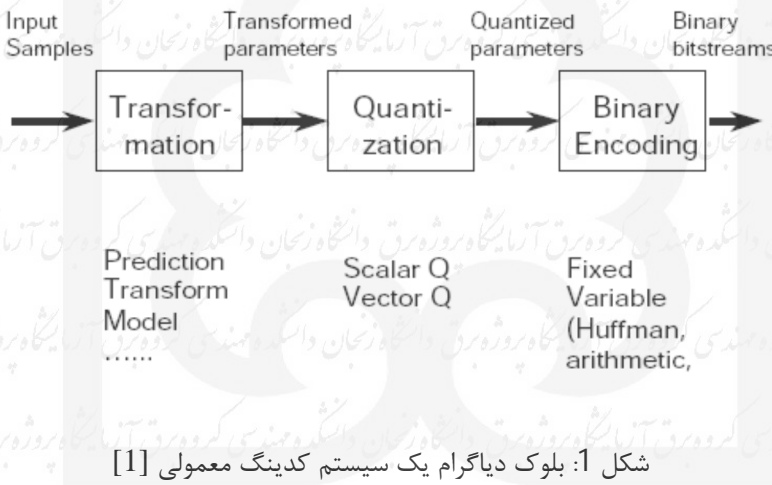 Input
Samples
Transformed
parameters
Quantized
parameters
Binary
bitstreams
Transfor-
mation
Quanti-
zation
Binary
Encoding
Prediction
Transform
Model
......
Scalar Q
Vector Q
Fixed
Variable
(Huffman,
arithmetic,
شکل 1: بلوک دیاگرام یک سیستم کدینگ معمولی [1]